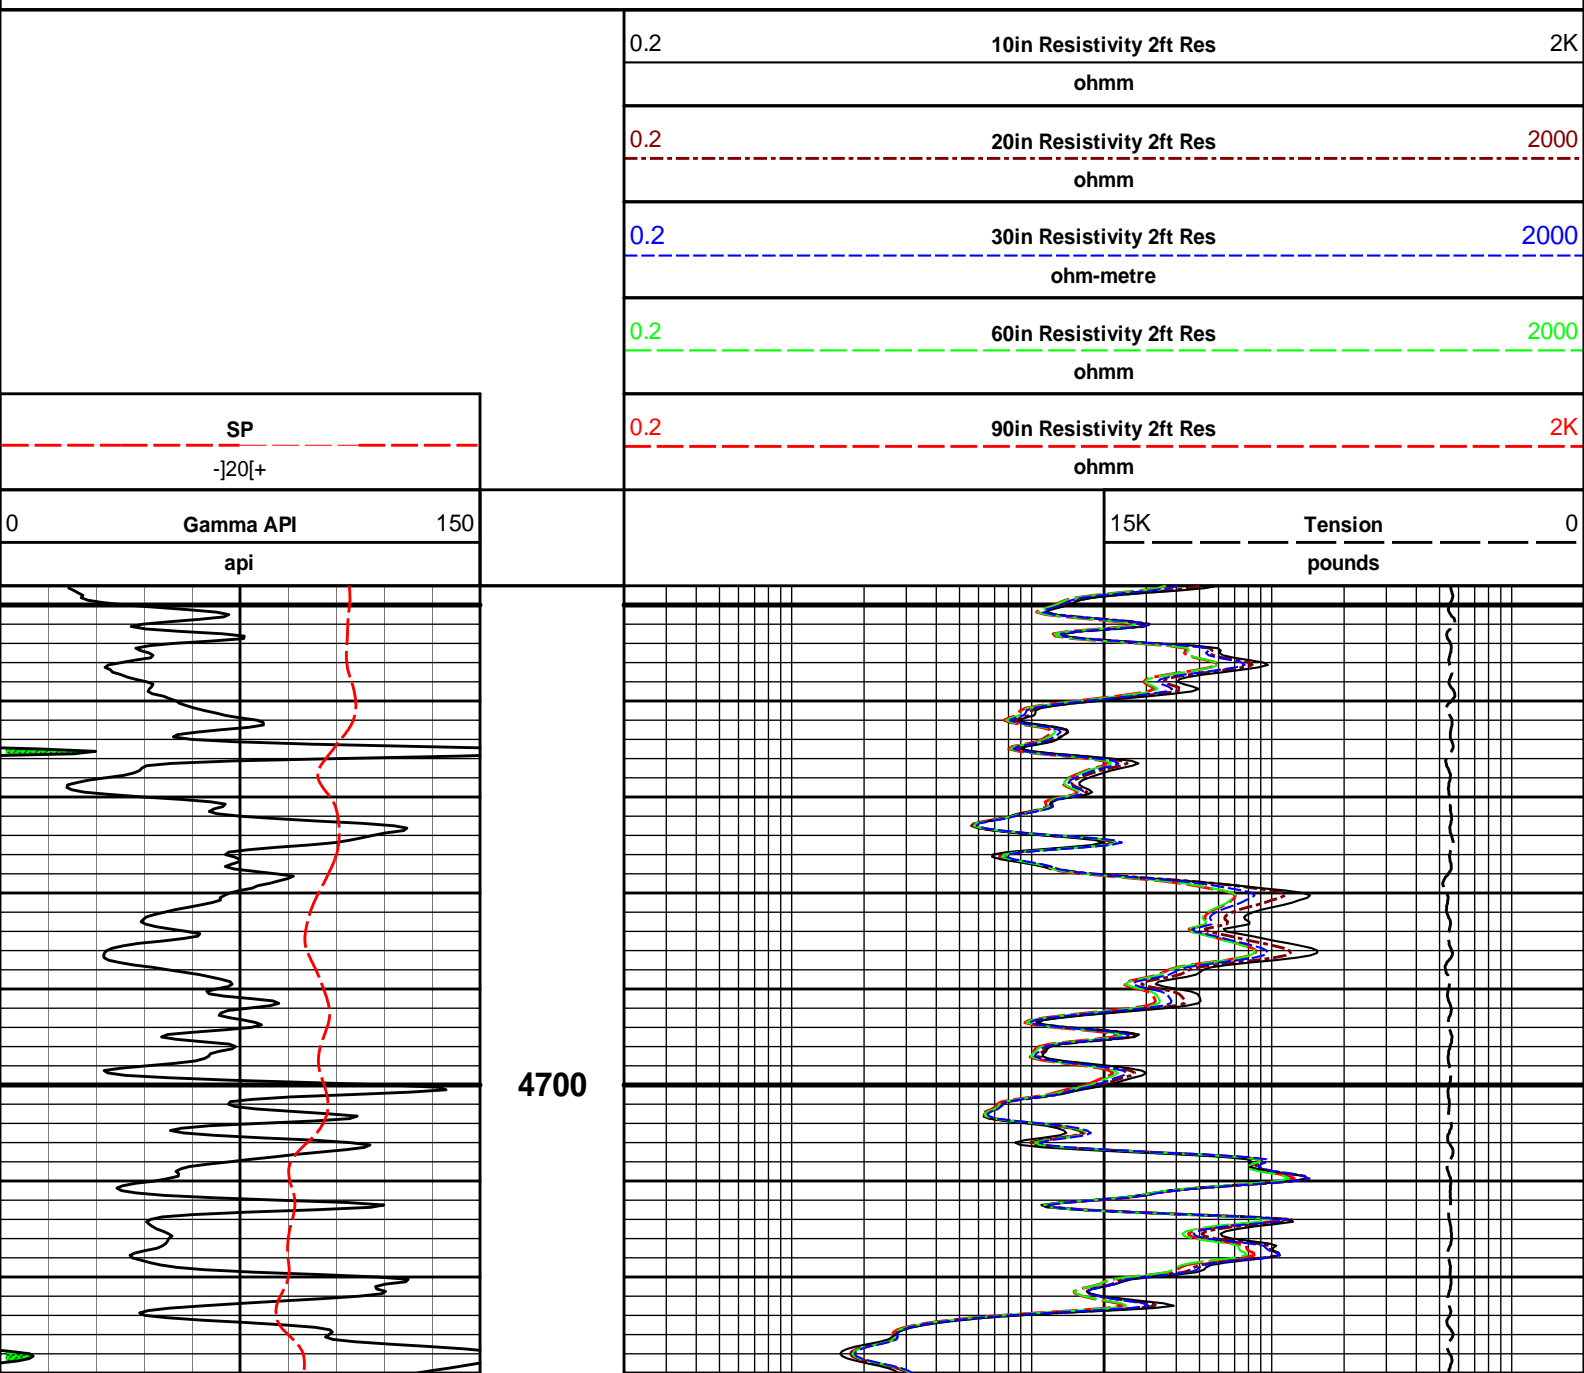 0.2 10in Resistivity 2ft Res 2K
ohmm
0.2 20in Resistivity 2ft Res 2000
ohmm
0.2 30in Resistivity 2ft Res 2000
ohm-metre
0.2 60in Resistivity 2ft Res 2000
ohmm
SP
-]20[+
0.2 90in Resistivity 2ft Res 2K
ohmm
0 Gamma API 150
api
15K Tension 0
pounds
4700